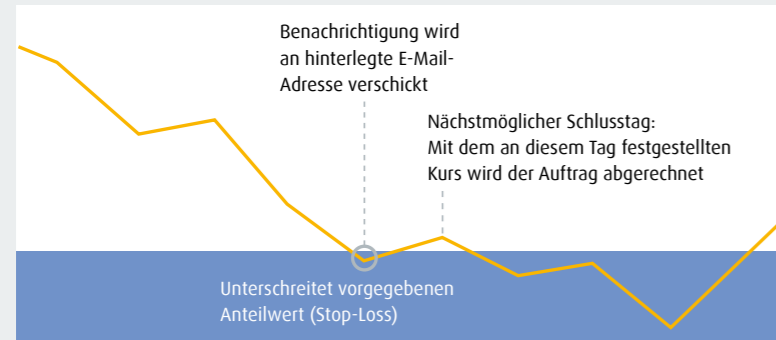 Benachrichtigung wird
an hinterlegte E-Mail-
Adresse verschickt
Nächstmöglicher Schlusstag:
Mit dem an diesem Tag festgestellten
Kurs wird der Auftrag abgerechnet
Unterschreitet vorgegebenen
Anteilwert (Stop-Loss)